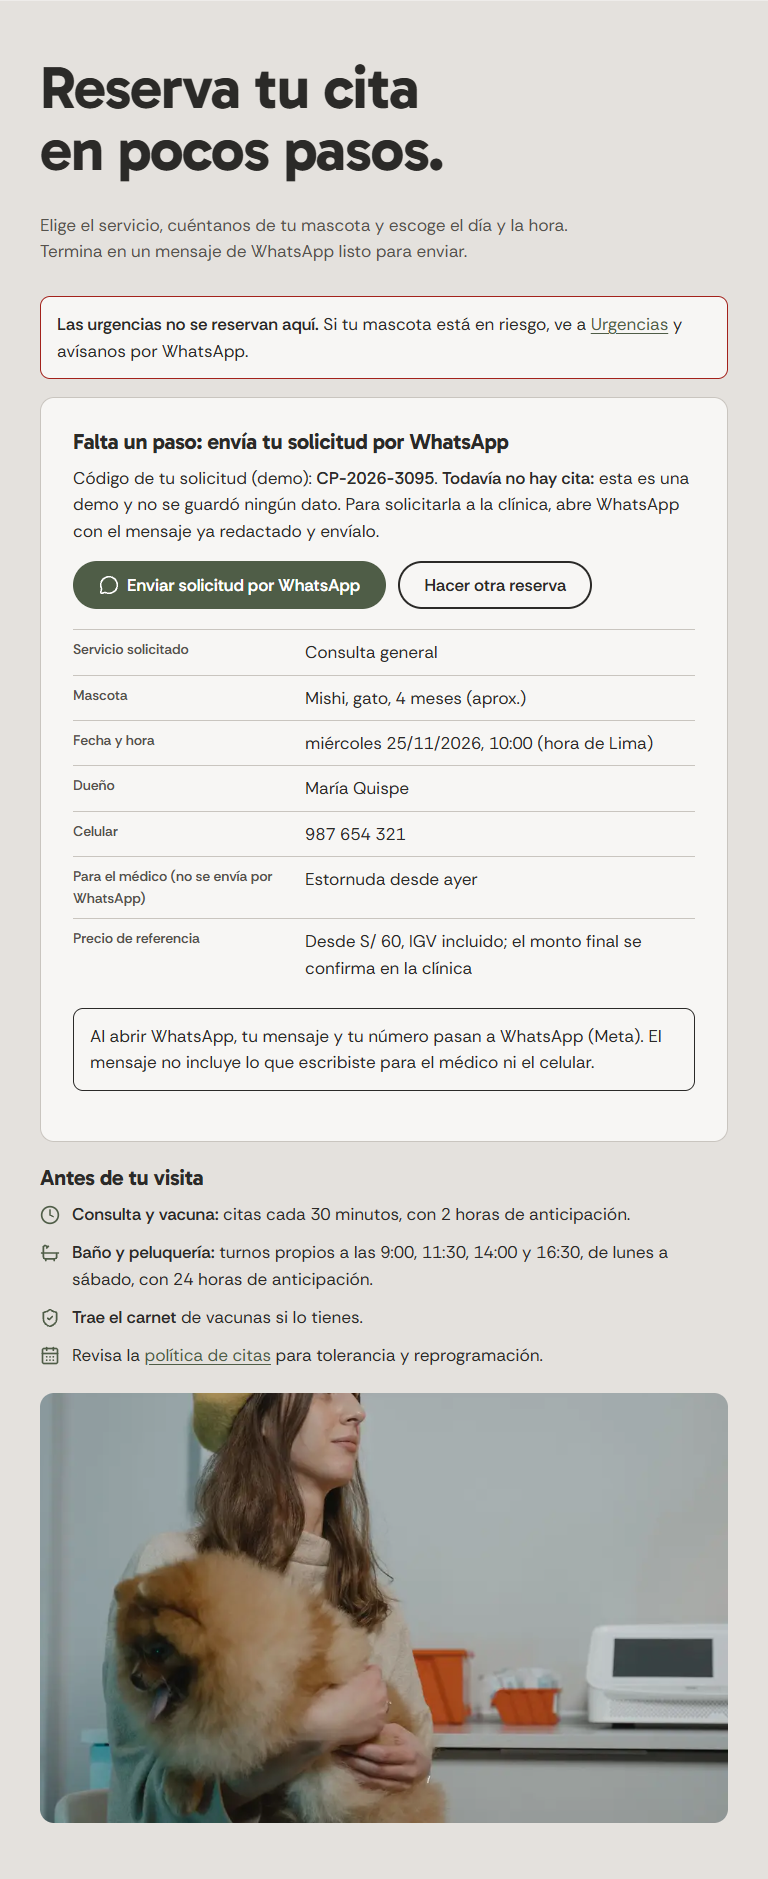 Reserva tu cita
en pocos pasos.
Elige el servicio, cuéntanos de tu mascota y escoge el día y la hora.
Termina en un mensaje de WhatsApp listo para enviar.
Las urgencias no se reservan aquí. Si tu mascota está en riesgo, ve a Urgencias y
avísanos por WhatsApp.
Falta un paso: envía tu solicitud por WhatsApp
Código de tu solicitud (demo): CP-2026-3095. Todavía no hay cita: esta es una
demo y no se guardó ningún dato. Para solicitarla a la clínica, abre WhatsApp
con el mensaje ya redactado y envíalo.
Enviar solicitud por WhatsApp
Hacer otra reserva
Servicio solicitado
Consulta general
Mascota
Mishi, gato, 4 meses (aprox.)
Fecha y hora
miércoles 25/11/2026, 10:00 (hora de Lima)
Dueño
María Quispe
Celular
987 654 321
Para el médico (no se envía por
WhatsApp)
Estornuda desde ayer
Precio de referencia
Desde S/ 60, IGV incluido; el monto final se
confirma en la clínica
Al abrir WhatsApp, tu mensaje y tu número pasan a WhatsApp (Meta). El
mensaje no incluye lo que escribiste para el médico ni el celular.
Antes de tu visita
Consulta y vacuna: citas cada 30 minutos, con 2 horas de anticipación.
Baño y peluquería: turnos propios a las 9:00, 11:30, 14:00 y 16:30, de lunes a
sábado, con 24 horas de anticipación.
Trae el carnet de vacunas si lo tienes.
Revisa la política de citas para tolerancia y reprogramación.